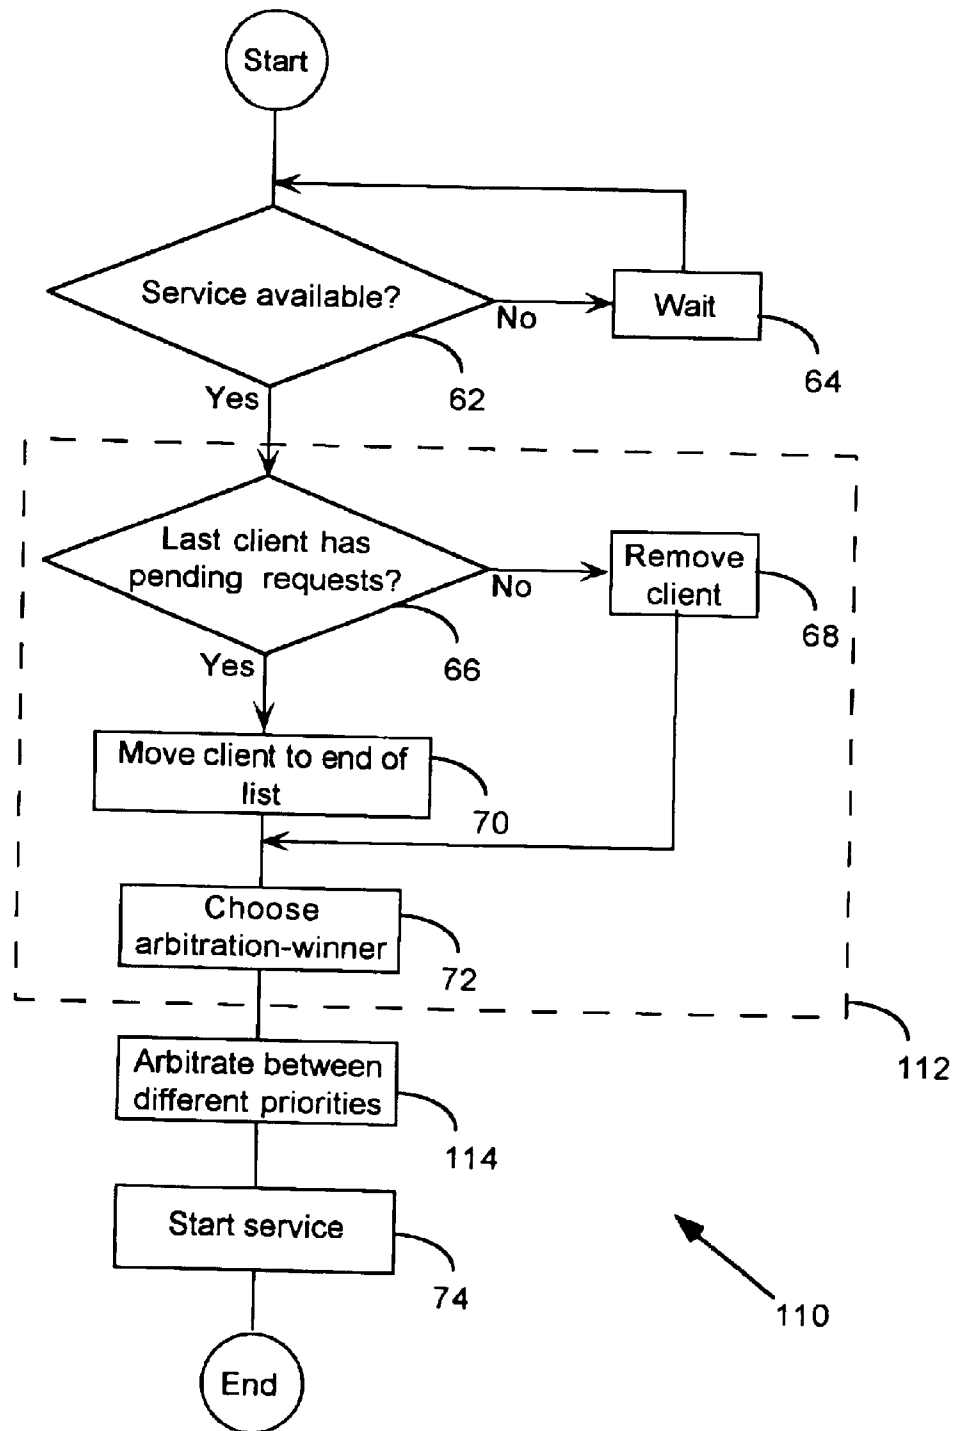 Start
Service available?
No
Wait
64
62
Yes
Last client has
pending requests?
No
Remove
client
68
66
Yes
Move client to end of
list
70
Choose
arbitration-winner
72
112
Arbitrate between
different priorities
114
Start service
74
110
End